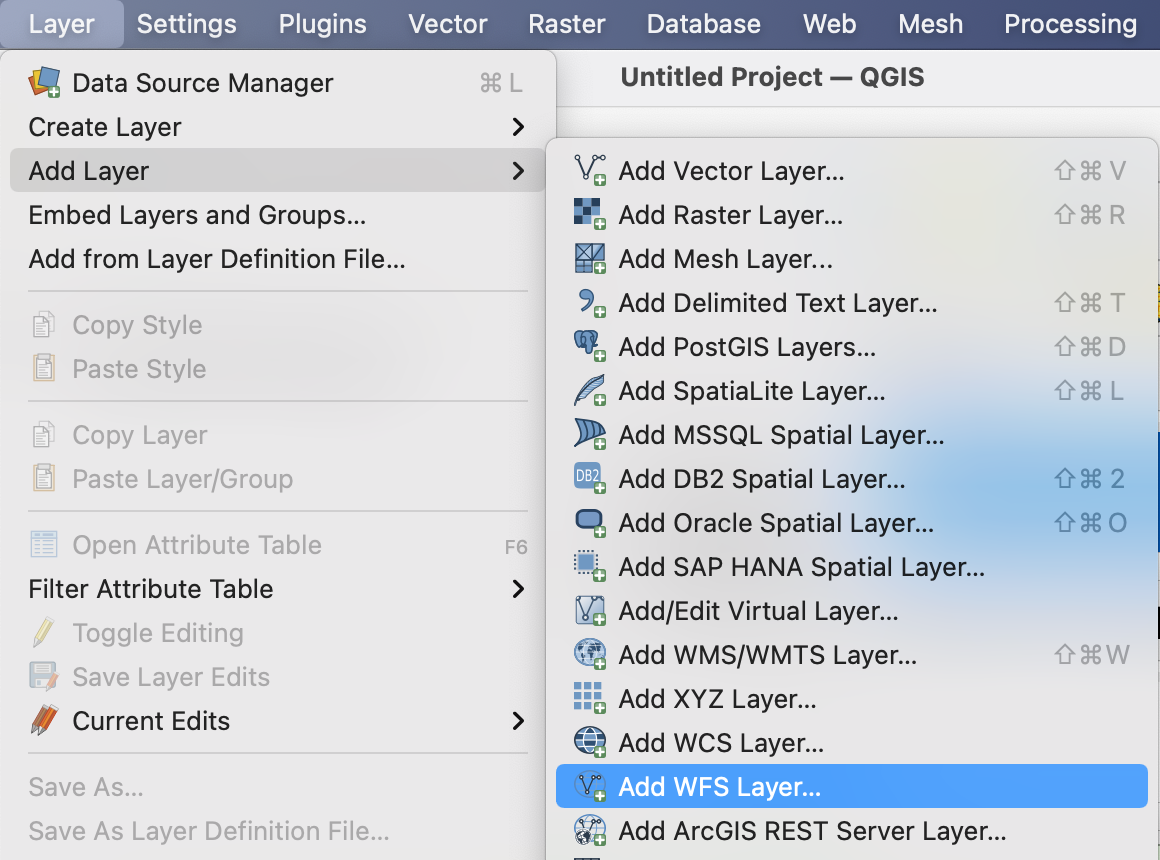 Layer Settings Plugins Vector Raster Database Web Mesh Processing
Untitled Project — QGIS
Data Source Manager ⌘ L
Create Layer
Add Layer
Embed Layers and Groups...
Add from Layer Definition File...
Copy Style
Paste Style
Copy Layer
Paste Layer/Group
Open Attribute Table F6
Filter Attribute Table
Toggle Editing
Save Layer Edits
Current Edits
Save As...
Save As Layer Definition File...
Add Vector Layer... ⇧⌘ V
Add Raster Layer... ⇧⌘ R
Add Mesh Layer...
Add Delimited Text Layer... ⇧⌘ T
Add PostGIS Layers... ⇧⌘ D
Add SpatiaLite Layer... ⇧⌘ L
Add MSSQL Spatial Layer...
DB2 Add DB2 Spatial Layer... ⇧⌘ 2
Add Oracle Spatial Layer... ⇧⌘ O
Add SAP HANA Spatial Layer...
Add/Edit Virtual Layer...
Add WMS/WMTS Layer... ⇧⌘ W
Add XYZ Layer...
Add WCS Layer...
Add WFS Layer...
Add ArcGIS REST Server Layer...